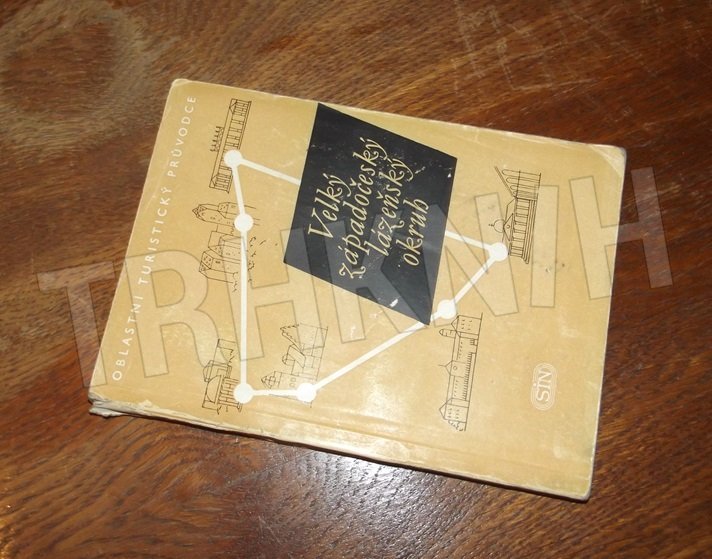 OBLASTNÍ TURISTICKÝ PRŮVODCE
Velký
západočeský
lázeňský
okruh
STN
TRHKNIH